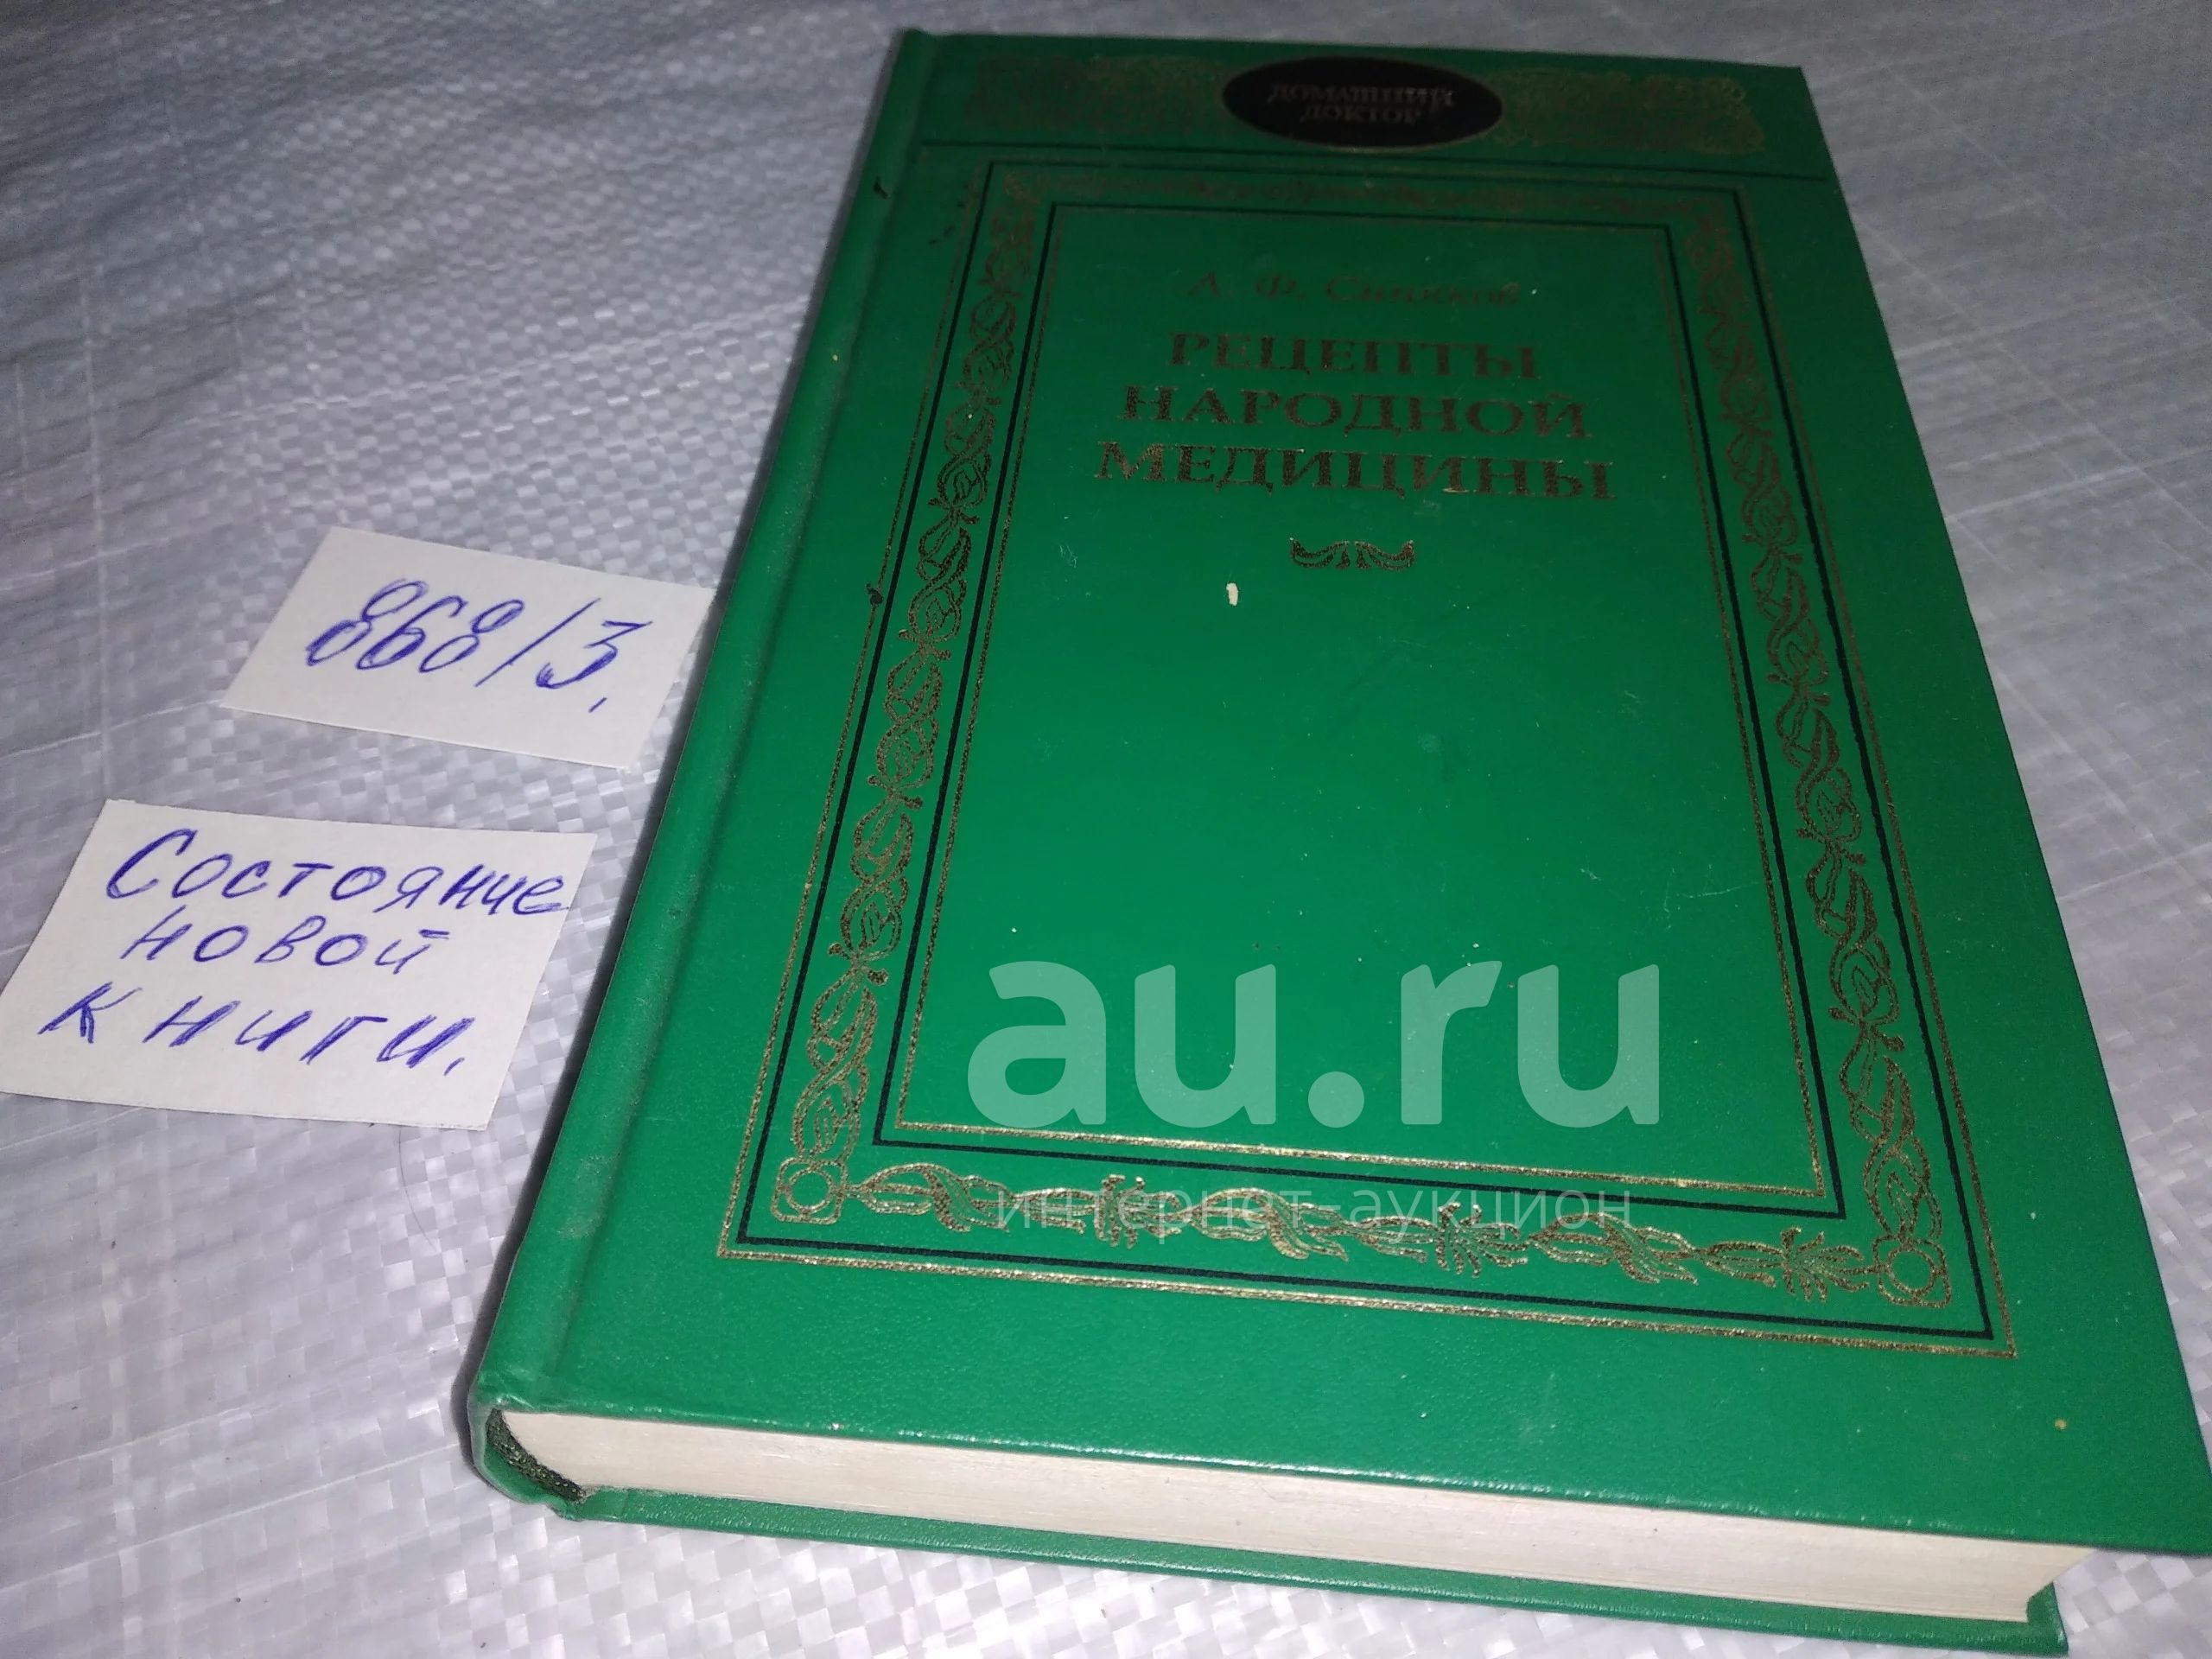 ДОМАШНИЙ
ДОКТОР
А. Ф. Синяков
РЕЦЕПТЫ
НАРОДНОЙ
МЕДИЦИНЫ
868/3.
Состояние
новой
книги.
au.ru
интернет-аукцион